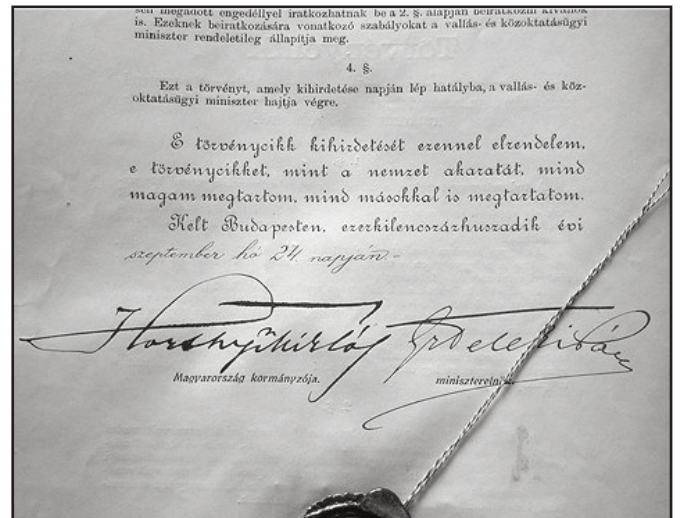 sen megadott engedéllyel iratkozhatnak be a 2. §. alapján beiratkozni kívánók
is. Ezeknek beiratkozására vonatkozó szabályokat a vallás- és közoktatásügyi
miniszter rendeletileg állapítja meg.
4. §.
Ezt a törvényt, amely kihirdetése napján lép hatályba, a vallás- és köz-
oktatásügyi miniszter hajtja végre.
E törvénycikk kihirdetését ezennel elrendelem,
e törvénycikket, mint a nemzet akaratát, mind
magam megtartom, mind másokkal is megtartatom.
Kelt Budapesten, ezerkilencszázhuszadik évi
szeptember hó 24. napján.-
Horthy Miklós
Magyarország kormányzója.
miniszterelnök.